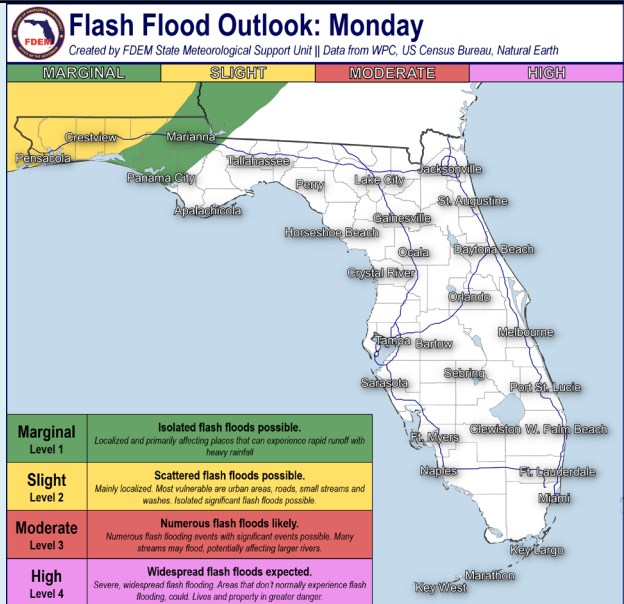 Flash Flood Outlook: Monday
FDEM
Created by FDEM State Meteorological Support Unit || Data from WPC, US Census Bureau, Natural Earth
MARGINAL SLIGHT MODERATE HIGH
Crestview
Marianna
Pensacola
Tallahassee
Jacksonville
Panama City
Perry
Lake City
Apalachicola
St. Augustine
Gainesville
Horseshoe Beach
Ocala
Daytona Beach
Crystal River
Orlando
Melbourne
Tampa
Bartow
Sebring
Sarasota
Port St. Lucie
Clewiston
W. Palm Beach
Ft. Myers
Naples
Ft. Lauderdale
Miami
Key Largo
Marathon
Key West
Marginal
Level 1
Isolated flash floods possible.
Localized and primarily affecting places that can experience rapid runoff with
heavy rainfall
Slight
Level 2
Scattered flash floods possible.
Mainly localized. Most vulnerable are urban areas, roads, small streams and
washes. Isolated significant flash floods possible.
Moderate
Level 3
Numerous flash floods likely.
Numerous flash flooding events with significant events possible. Many
streams may flood, potentially affecting larger rivers.
High
Level 4
Widespread flash floods expected.
Severe, widespread flash flooding. Areas that don't normally experience flash
flooding, could. Lives and property in greater danger.